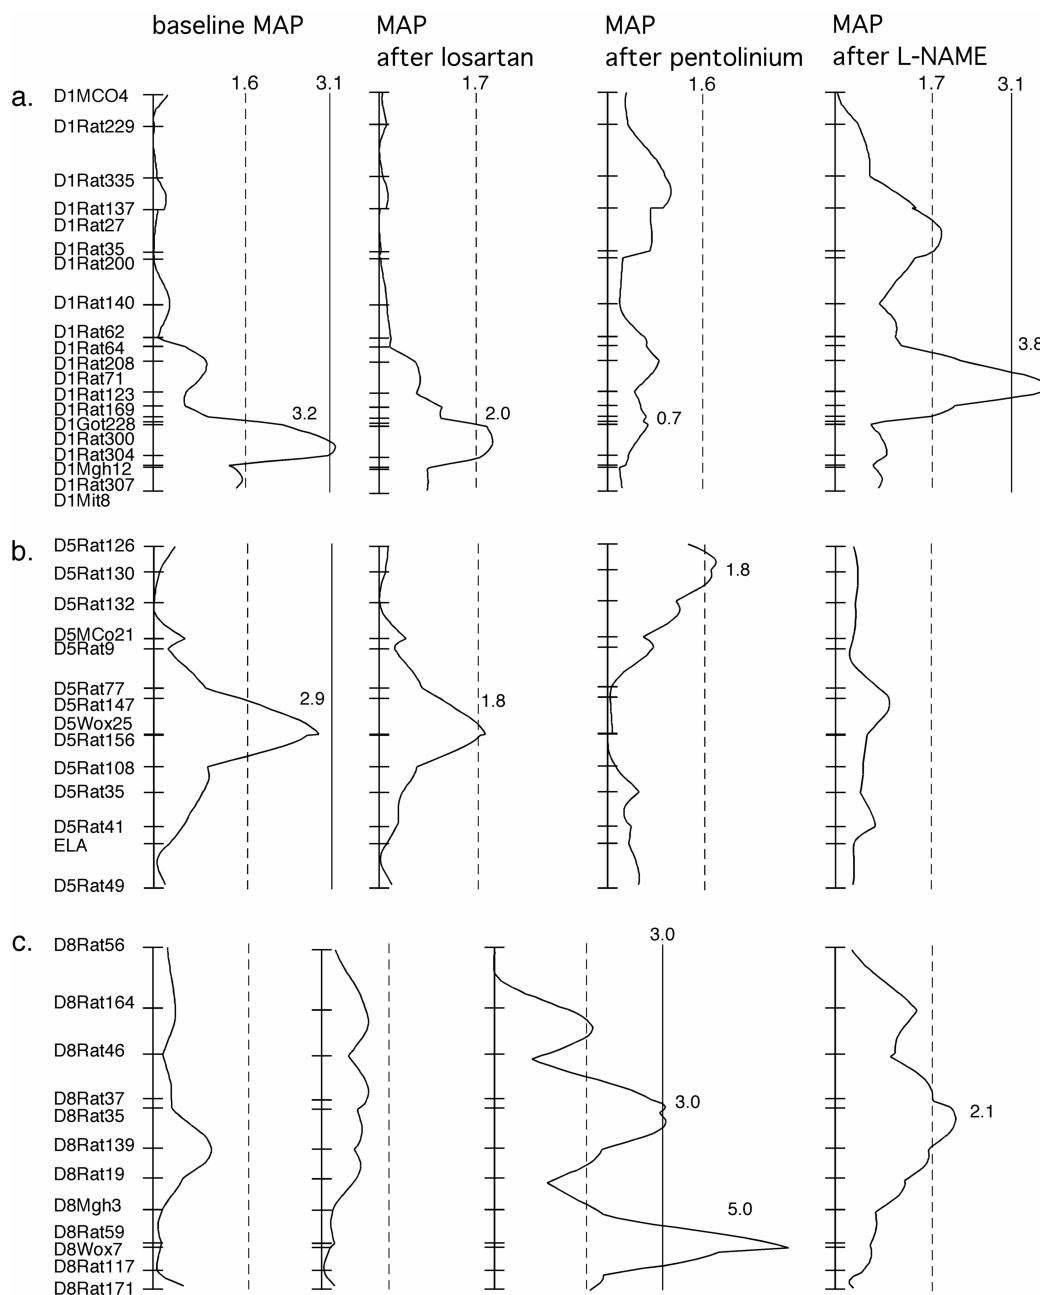 baseline MAP
MAP
after losartan
MAP
after pentolinium
MAP
after L-NAME
1.6 3.1 1.7 1.6 1.7 3.1
a.
D1MCO4
D1Rat229
D1Rat335
D1Rat137
D1Rat27
D1Rat35
D1Rat200
D1Rat140
D1Rat62
D1Rat64
D1Rat208
D1Rat71
D1Rat123
D1Rat169
D1Got228
D1Rat300
D1Rat304
D1Mgh12
D1Rat307
D1Mit8
3.2
2.0
0.7
3.8
b.
D5Rat126
D5Rat130
D5Rat132
D5MCo21
D5Rat9
D5Rat77
D5Rat147
D5Wox25
D5Rat156
D5Rat108
D5Rat35
D5Rat41
ELA
D5Rat49
2.9
1.8
1.8
c.
D8Rat56
D8Rat164
D8Rat46
D8Rat37
D8Rat35
D8Rat139
D8Rat19
D8Mgh3
D8Rat59
D8Wox7
D8Rat117
D8Rat171
3.0
3.0
5.0
2.1